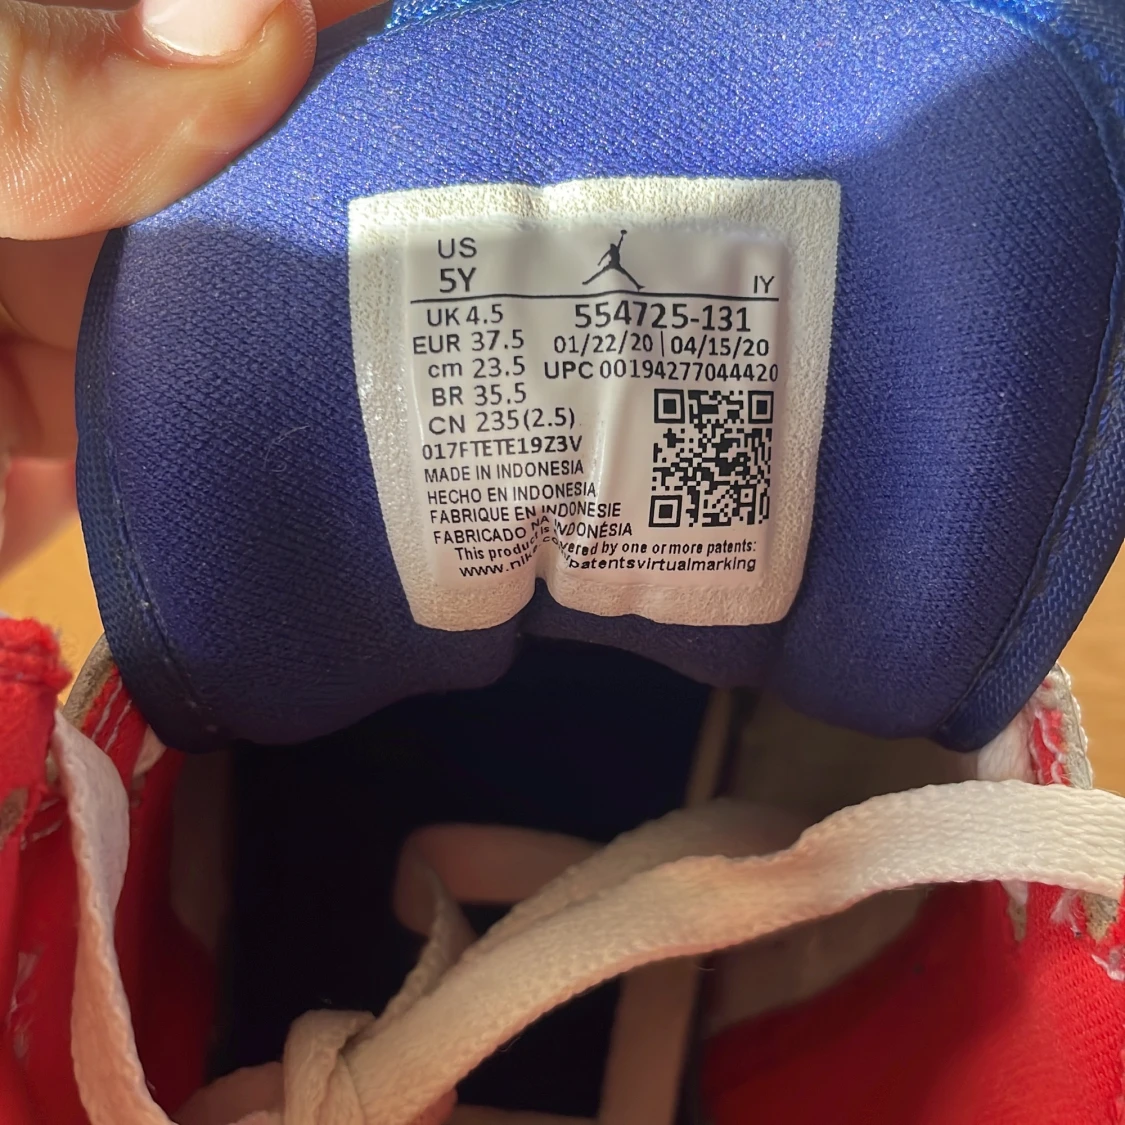 US
5Y
IY
UK 4.5
EUR 37.5
cm 23.5
BR 35.5
CN 235(2.5)
554725-131
01/22/20 | 04/15/20
UPC 00194277044420
017FTETE19Z3V
MADE IN INDONESIA
HECHO EN INDONESIA
FABRIQUE EN INDONESIE
FABRICADO NA INDONÉSIA
This product is covered by one or more patents:
www.nike.com/patentsvirtualmarking